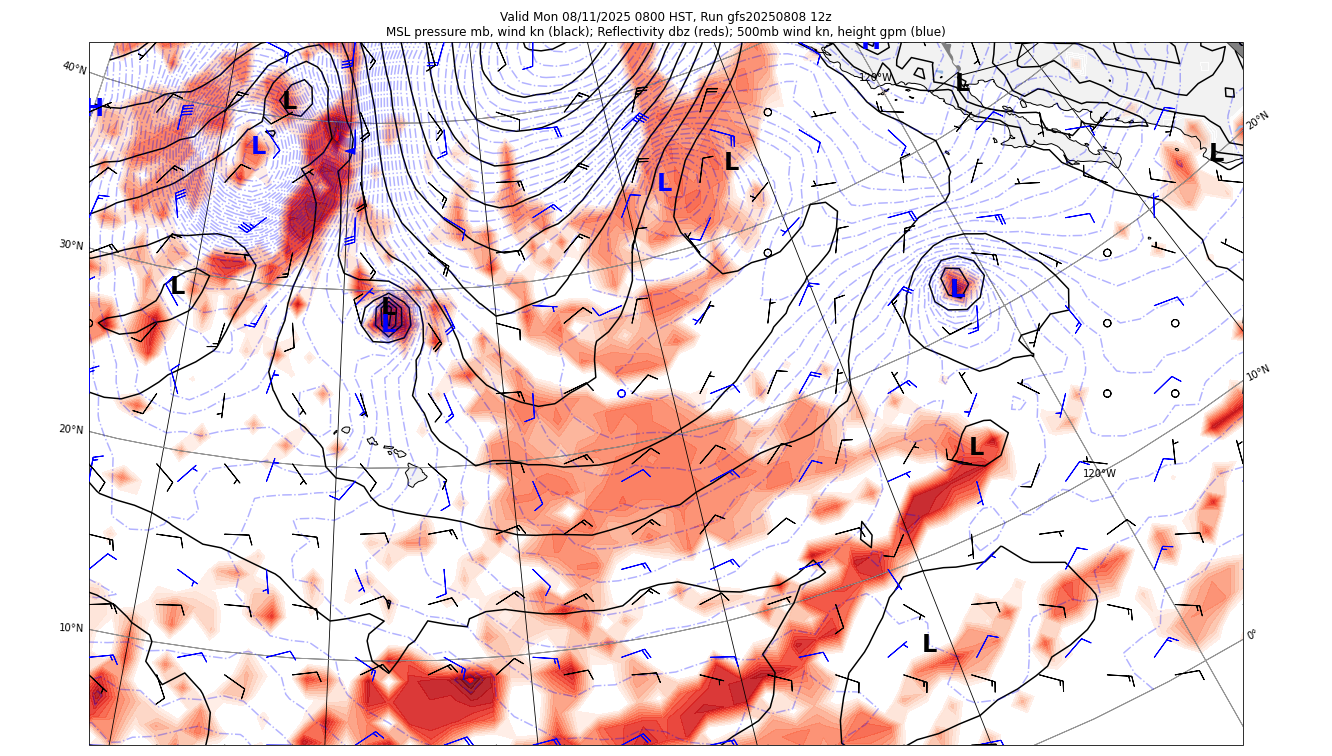 Valid Mon 08/11/2025 0800 HST, Run gfs20250808 12z
MSL pressure mb, wind kn (black); Reflectivity dbz (reds); 500mb wind kn, height gpm (blue)
H
40°N
120°W
L
L
H
20°N
L
L
L
L
30°N
L
L
L
L
L
10°N
20°N
L
120°W
10°N
L
0°